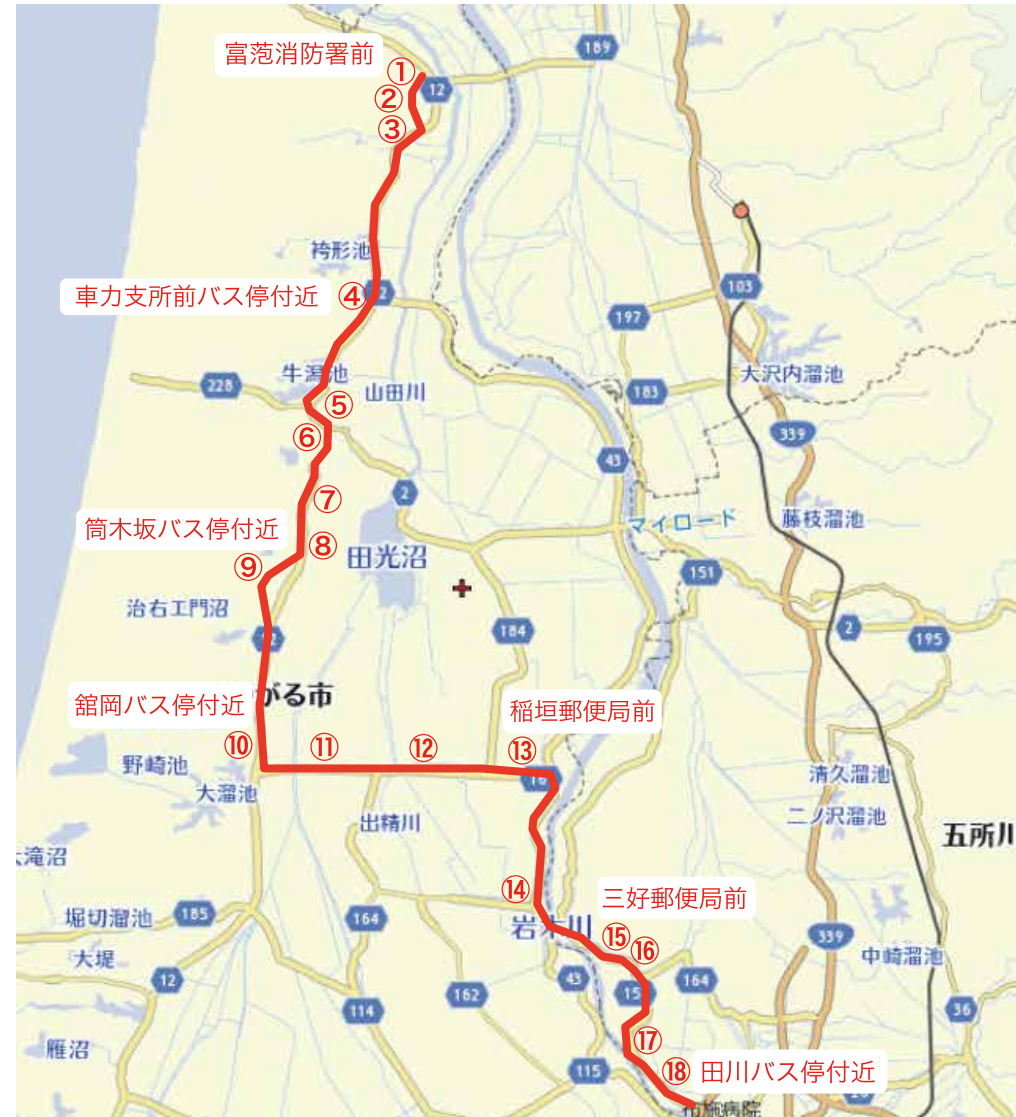 富萢消防署前
①
189
12
②
③
袴形池
車力支所前バス停付近
④
103
197
牛潟池
228
山田川
183
大沢内溜池
⑤
⑥
339
43
2
⑦
マイロード
藤枝溜池
筒木坂バス停付近
⑧
田光沼
⑨
151
治右エ門沼
12
184
2
195
舘岡バス停付近
がる市
稲垣郵便局前
⑩
⑪
⑫
⑬
野崎池
大溜池
16
清久溜池
出精川
二ノ沢溜池
五所川
大滝沼
⑭
三好郵便局前
堀切溜池
185
164
岩木川
⑮
⑯
339
大堤
中崎溜池
12
43
15
164
162
114
36
雁沼
⑰
115
⑱
田川バス停付近